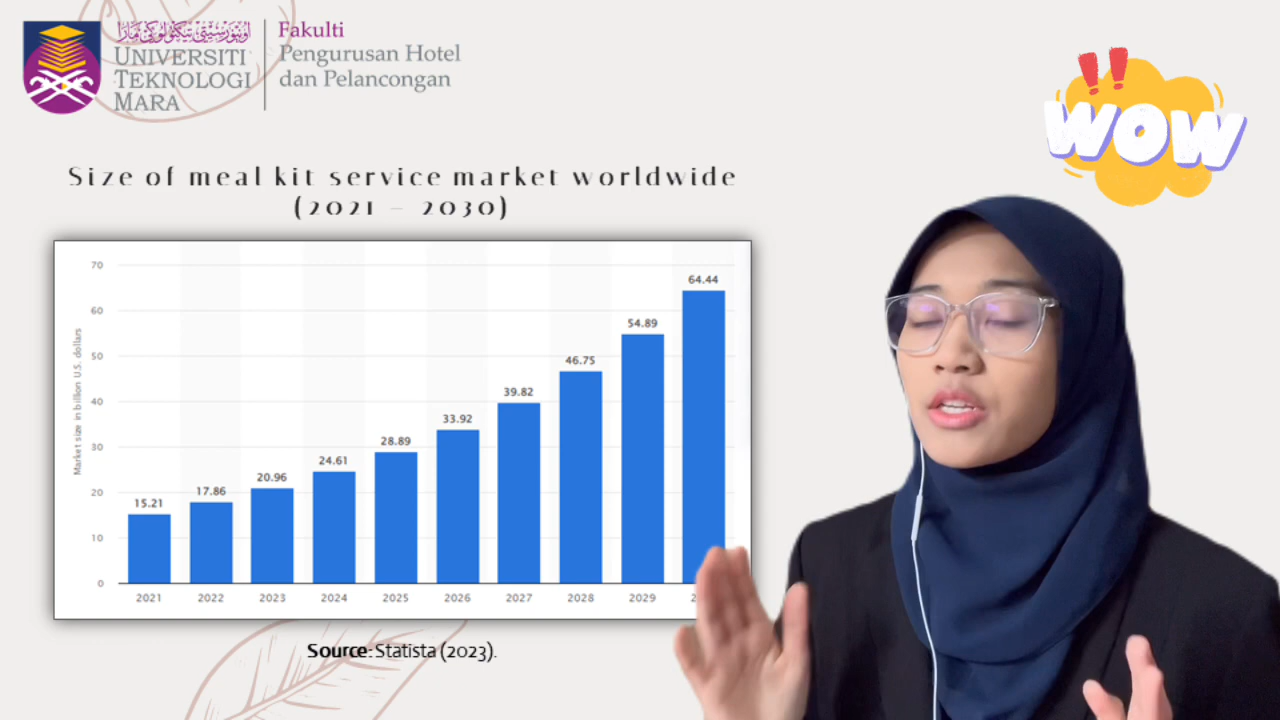 اونيۏرسيتي تيكنولوڬي مارا
UNIVERSITI
TEKNOLOGI
MARA
Fakulti
Pengurusan Hotel
dan Pelancongan
WOW
Size of meal kit service market worldwide
(2021 – 2030)
Market size in billion U.S. dollars
70
60
50
40
30
20
10
0
15.21
17.86
20.96
24.61
28.89
33.92
39.82
46.75
54.89
64.44
2021
2022
2023
2024
2025
2026
2027
2028
2029
Source: Statista (2023).